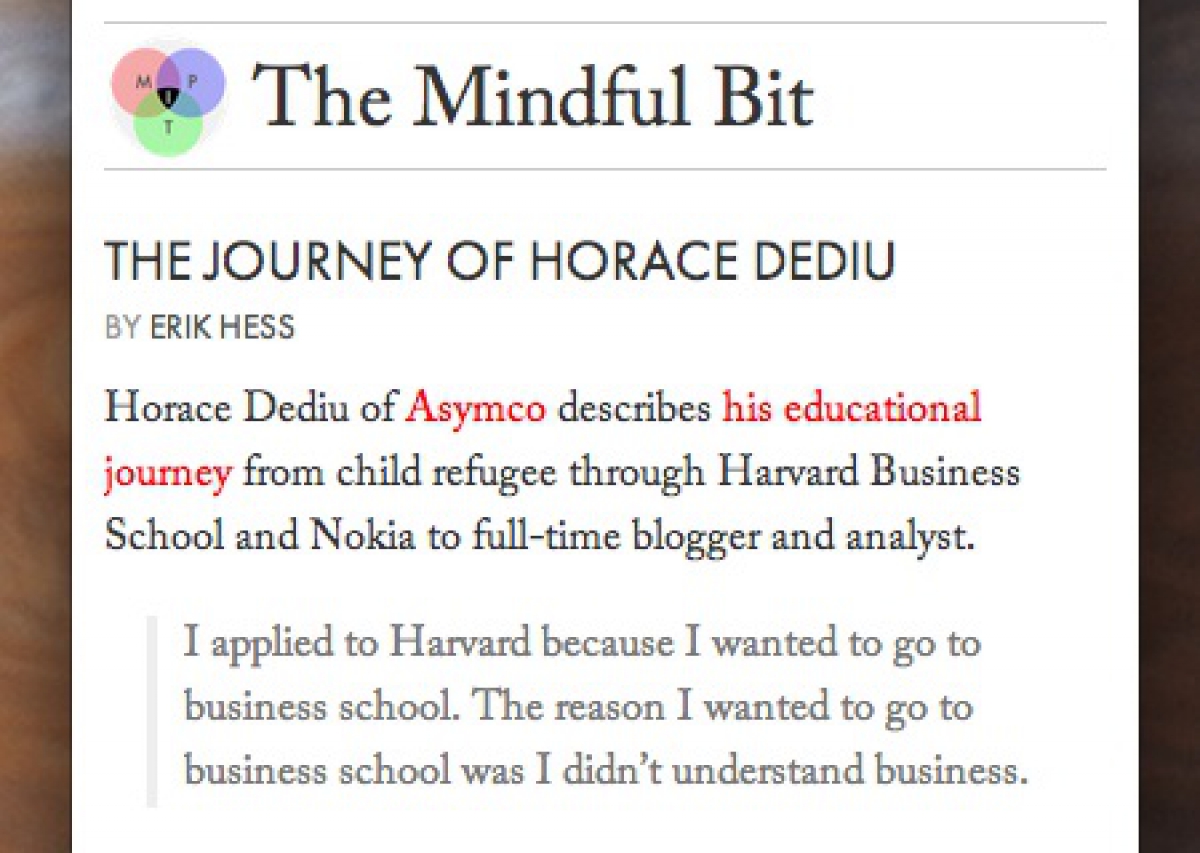 M P
T
The Mindful Bit
THE JOURNEY OF HORACE DEDIU
BY ERIK HESS
Horace Dediu of Asymco describes his educational
journey from child refugee through Harvard Business
School and Nokia to full-time blogger and analyst.
I applied to Harvard because I wanted to go to
business school. The reason I wanted to go to
business school was I didn’t understand business.